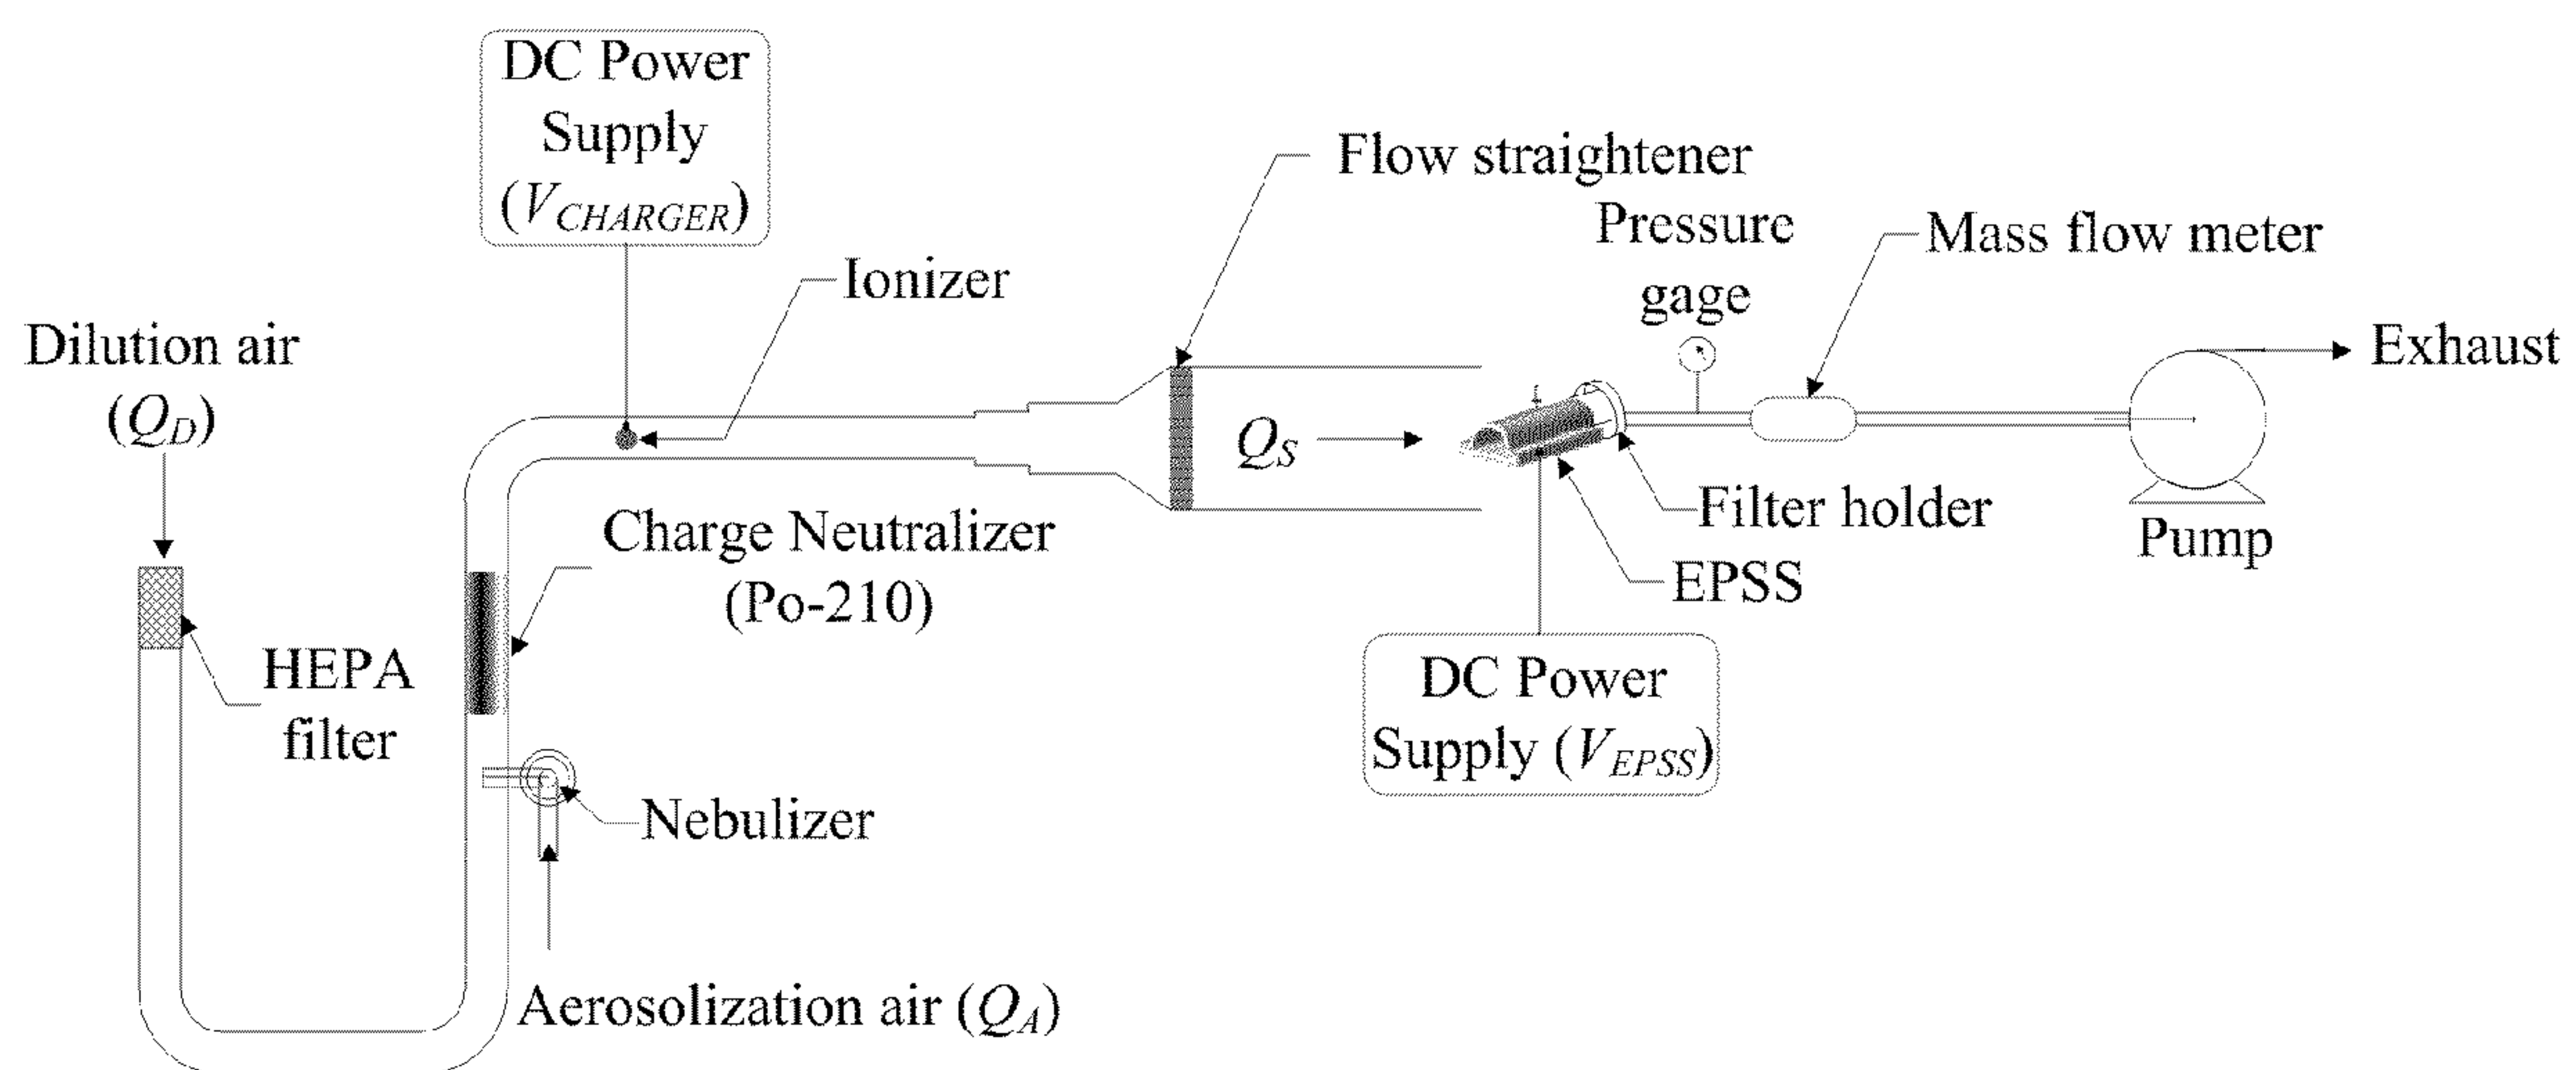 DC Power
Supply
(VCHARGER)
Flow straightener
Pressure
gage
Mass flow meter
Ionizer
Dilution air
(QD)
Exhaust
QS
Charge Neutralizer
(Po-210)
Filter holder
EPSS
Pump
HEPA
filter
DC Power
Supply (VEPSS)
Nebulizer
Aerosolization air (QA)